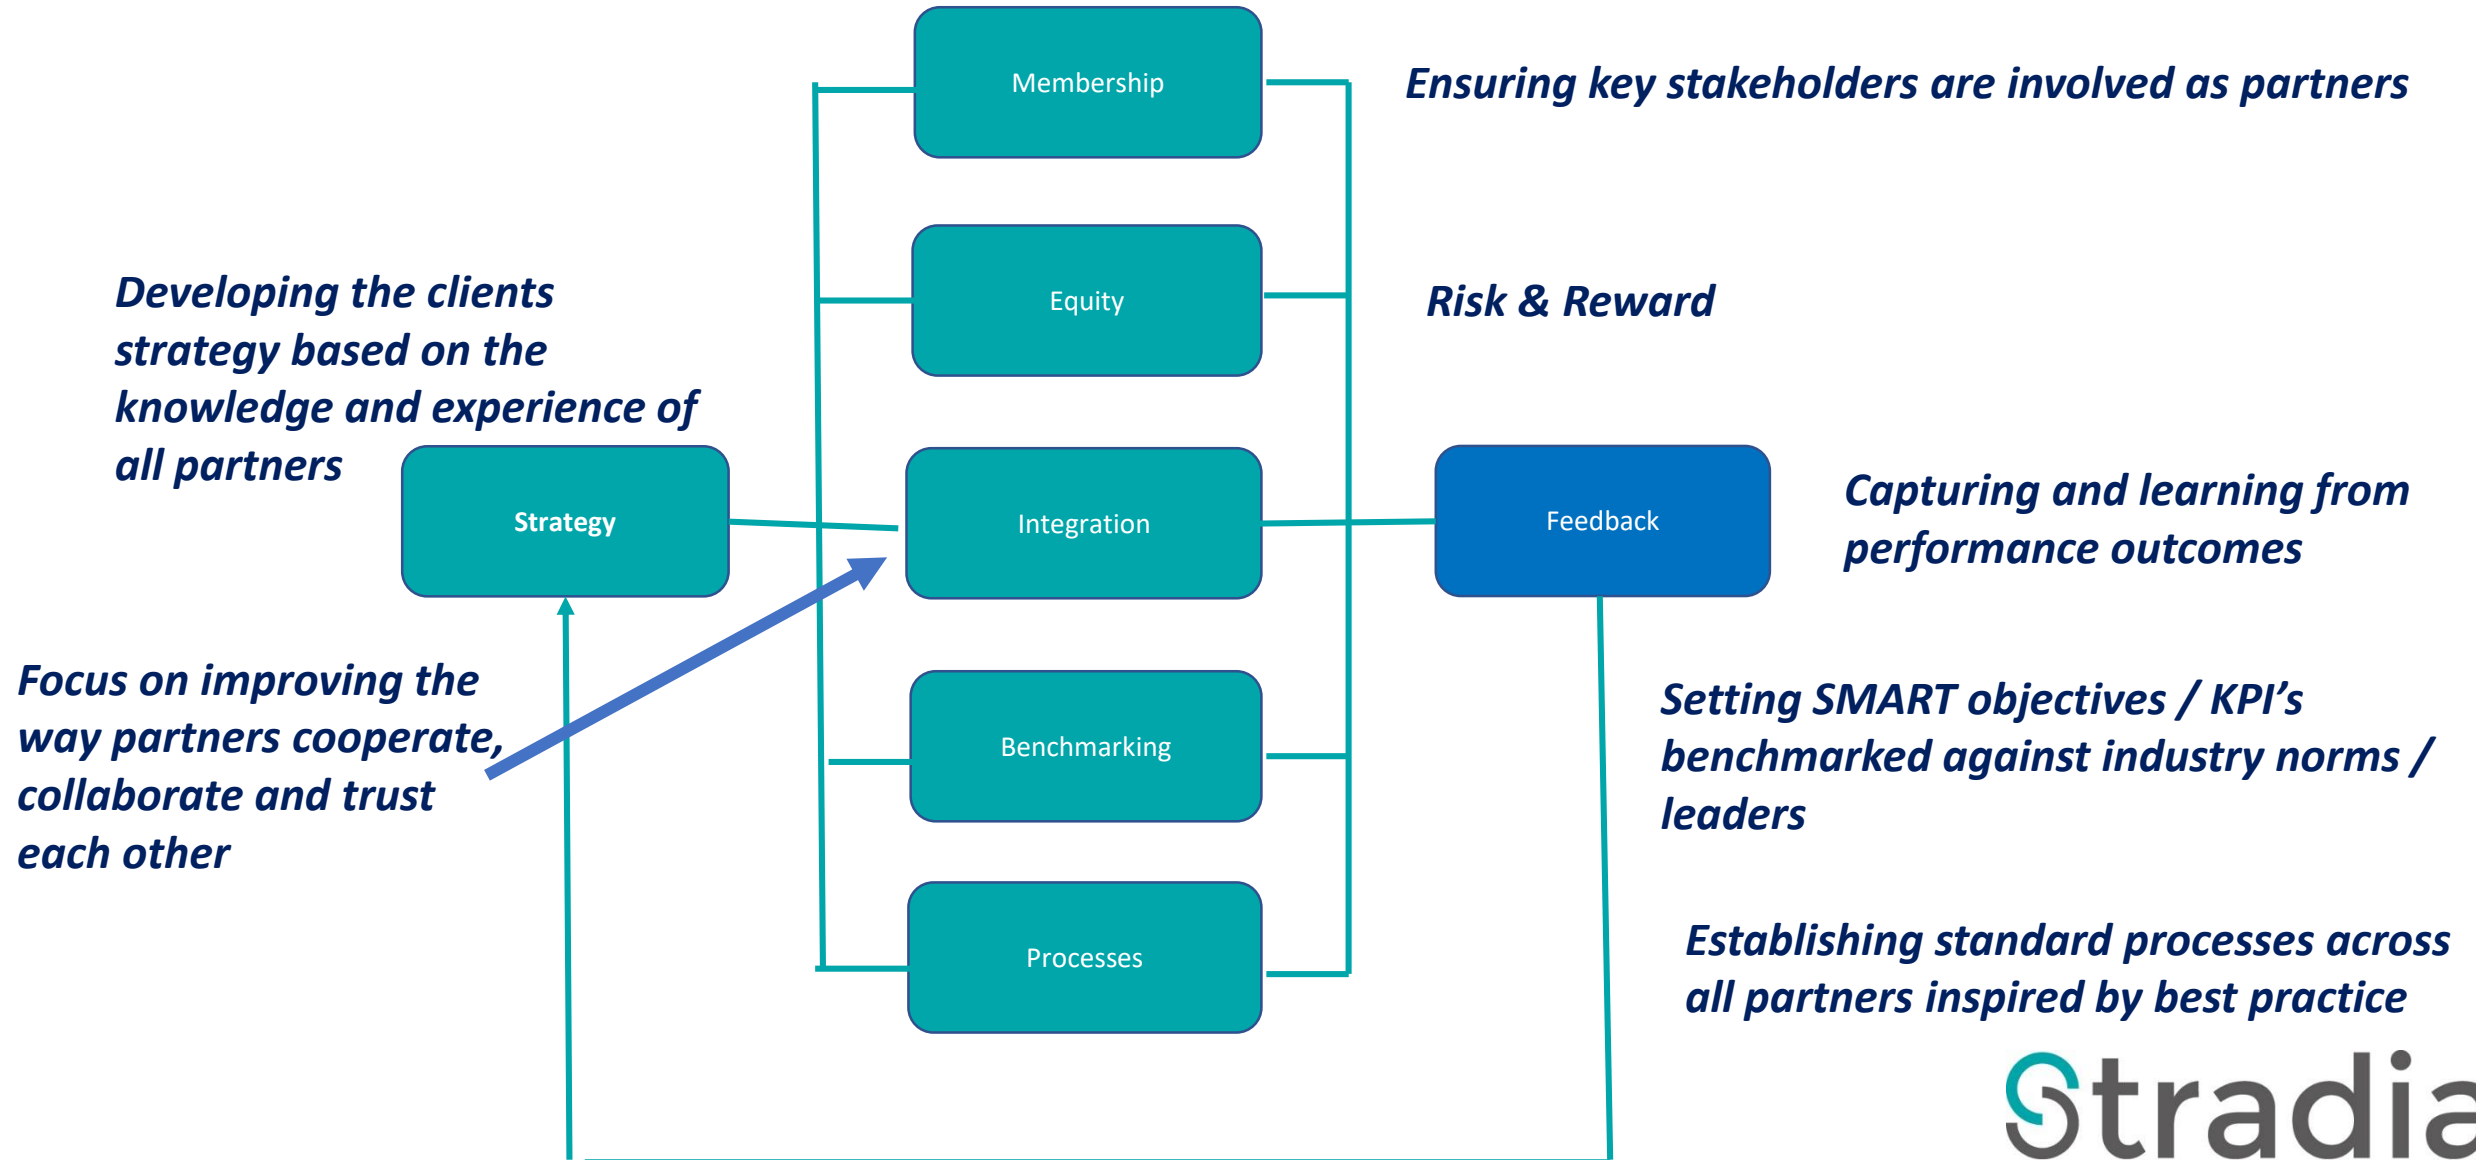 Membership
Ensuring key stakeholders are involved as partners
Equity
Risk & Reward
Developing the clients
strategy based on the
knowledge and experience of
all partners
Strategy
Integration
Feedback
Capturing and learning from
performance outcomes
Focus on improving the
way partners cooperate,
collaborate and trust
each other
Benchmarking
Setting SMART objectives / KPI’s
benchmarked against industry norms /
leaders
Processes
Establishing standard processes across
all partners inspired by best practice
Stradia